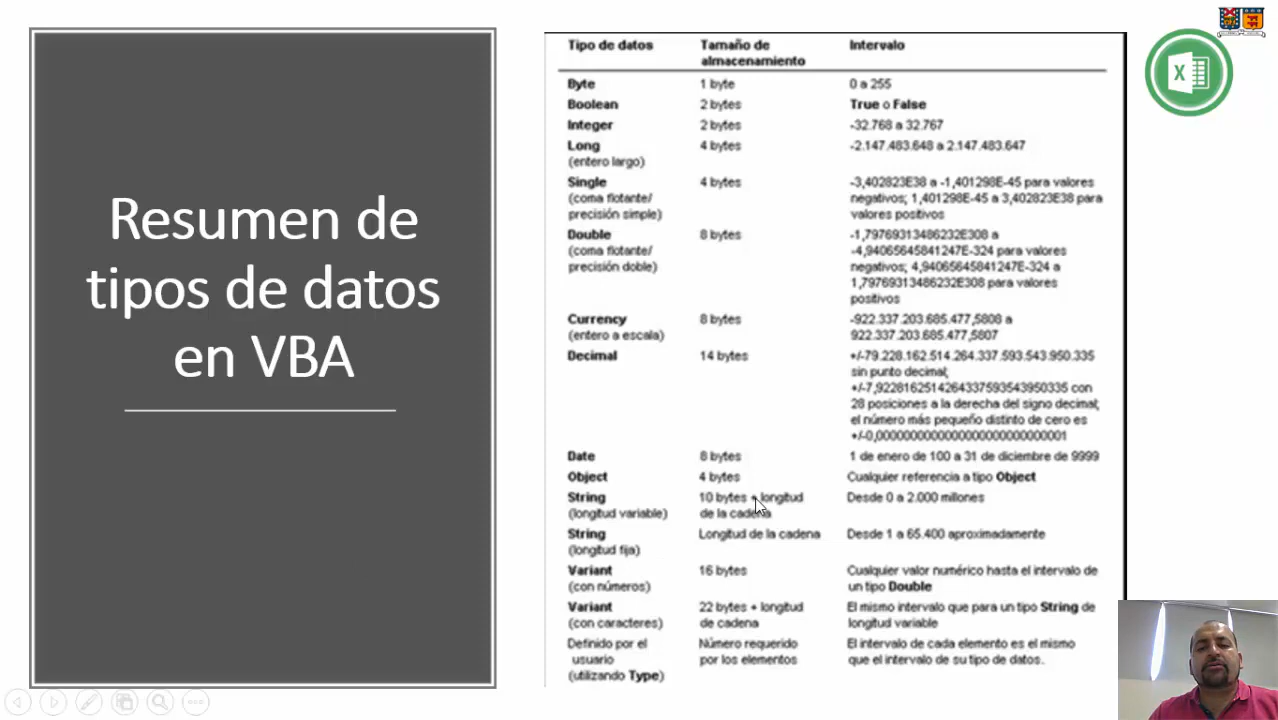 Resumen de
tipos de datos
en VBA
Tipo de datos Tamaño de almacenamiento Intervalo
Byte 1 byte 0 a 255
Boolean 2 bytes True o False
Integer 2 bytes -32.768 a 32.767
Long 4 bytes -2.147.483.648 a 2.147.483.647
(entero largo)
Single 4 bytes -3,402823E38 a -1,401298E-45 para valores
(coma flotante/ negativos; 1,401298E-45 a 3,402823E38 para
precisión simple) valores positivos
Double 8 bytes -1,79769313486232E308 a
(coma flotante/ -4,94065645841247E-324 para valores
precisión doble) negativos; 4,94065645841247E-324 a
1,79769313486232E308 para valores
positivos
Currency 8 bytes -922.337.203.685.477,5808 a
(entero a escala) 922.337.203.685.477,5807
Decimal 14 bytes +/-79.228.162.514.264.337.593.543.950.335
sin punto decimal;
+/-7,9228162514264337593543950335 con
28 posiciones a la derecha del signo decimal;
el número más pequeño distinto de cero es
+/-0,0000000000000000000000000001
Date 8 bytes 1 de enero de 100 a 31 de diciembre de 9999
Object 4 bytes Cualquier referencia a tipo Object
String 10 bytes + longitud Desde 0 a 2.000 millones
(longitud variable) de la cadena
String Longitud de la cadena Desde 1 a 65.400 aproximadamente
(longitud fija)
Variant 16 bytes Cualquier valor numérico hasta el intervalo de
(con números) un tipo Double
Variant 22 bytes + longitud El mismo intervalo que para un tipo String de
(con caracteres) de cadena longitud variable
Definido por el Número requerido El intervalo de cada elemento es el mismo
usuario por los elementos que el intervalo de su tipo de datos.
(utilizando Type)
X